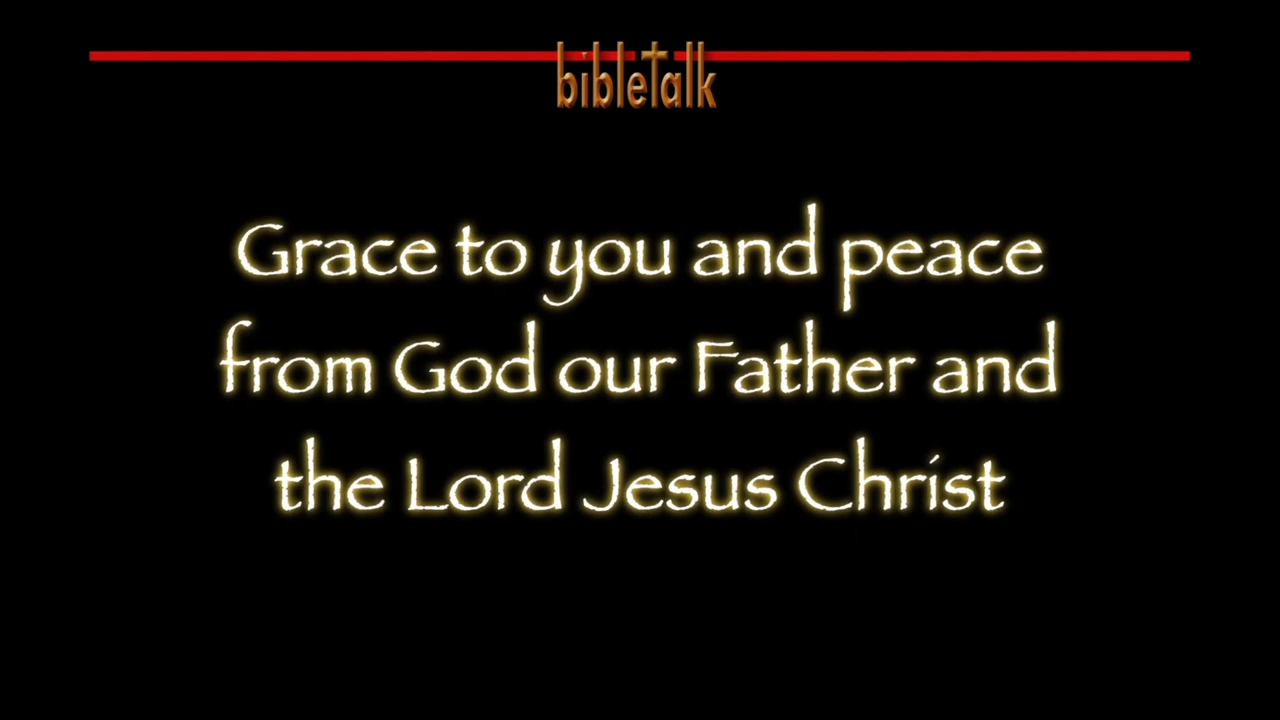 bibleTalk
Grace to you and peace
from God our Father and
the Lord Jesus Christ